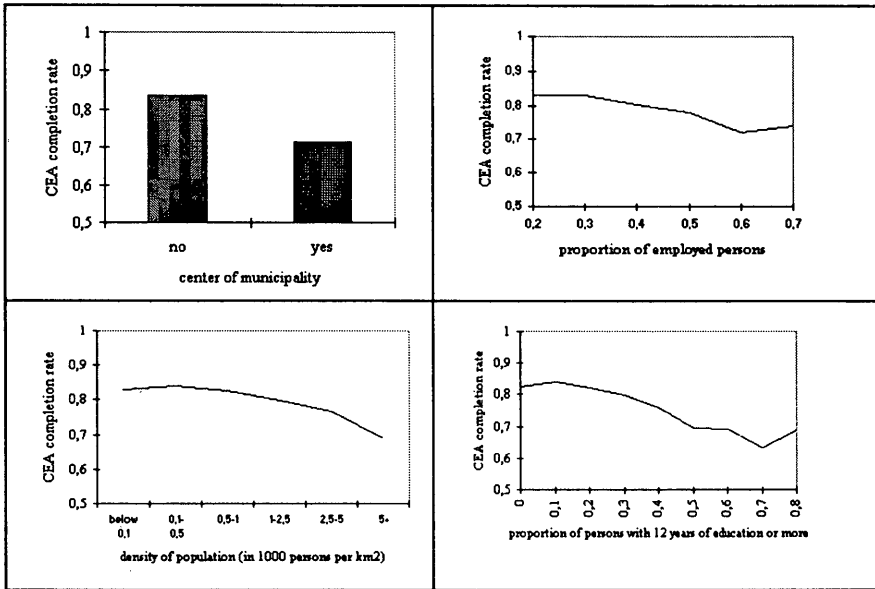 CEA completion rate
1
0,9
0,8
0,7
0,6
0,5
no yes
center of municipality
CEA completion rate
1
0,9
0,8
0,7
0,6
0,5
0,2 0,3 0,4 0,5 0,6 0,7
proportion of employed persons
CEA completion rate
1
0,9
0,8
0,7
0,6
0,5
below 0,1- 0,5-1 1-2,5 2,5-5 5+
0,1 0,5
density of population (in 1000 persons per km2)
CEA completion rate
1
0,9
0,8
0,7
0,6
0,5
0 0,1 0,2 0,3 0,4 0,5 0,6 0,7 0,8
proportion of persons with 12 years of education or more